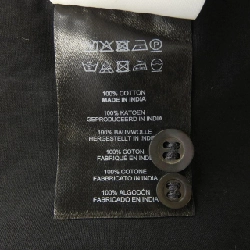 100% COTTON
MADE IN INDIA
100% KATOEN
GEPRODUCEERD IN INDIA
100% BAUMWOLLE
HERGESTELLT IN INDIEN
100% COTON
FABRIQUÉ EN INDE
100% COTONE
FABBRICATO IN INDIA
100% ALGODÓN
FABRICADO EN INDIA